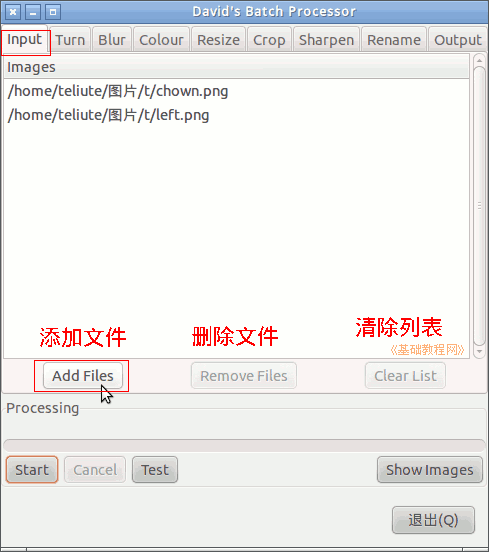 David's Batch Processor
Input Turn Blur Colour Resize Crop Sharpen Rename Output
Images
/home/teliute/图片/t/chown.png
/home/teliute/图片/t/left.png
添加文件 删除文件 清除列表
《基础教程网》
Add Files Remove Files Clear List
Processing
Start Cancel Test Show Images
退出(Q)